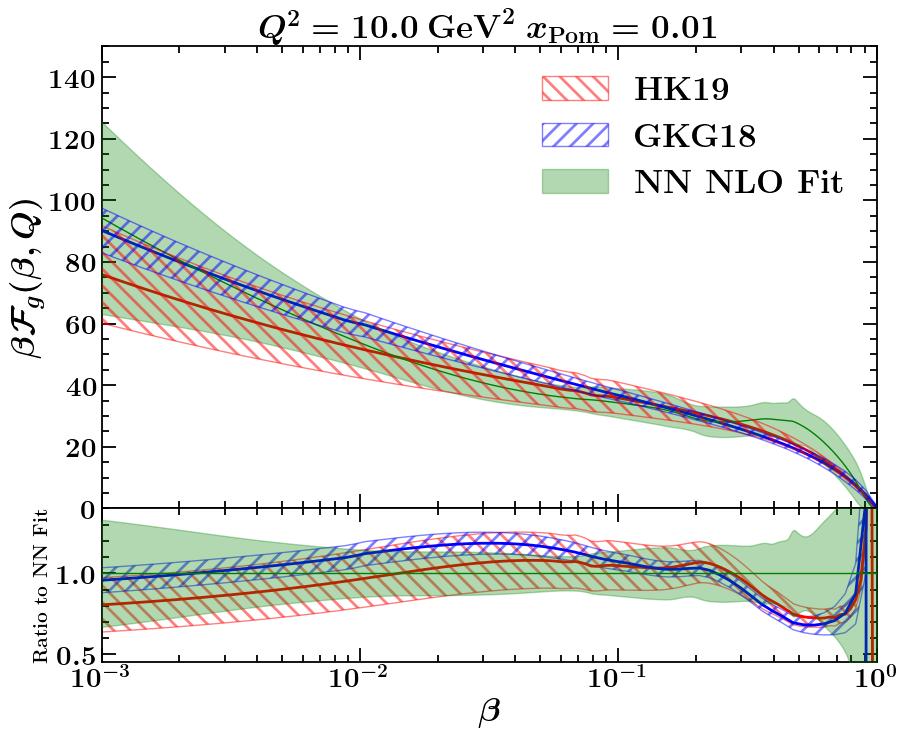 Q² = 10.0 GeV² x_Pom = 0.01
140
120
100
80
60
40
20
0
βℱ_g(β, Q)
HK19
GKG18
NN NLO Fit
Ratio to NN Fit
1.0
0.5
10⁻³ 10⁻² 10⁻¹ 10⁰
β